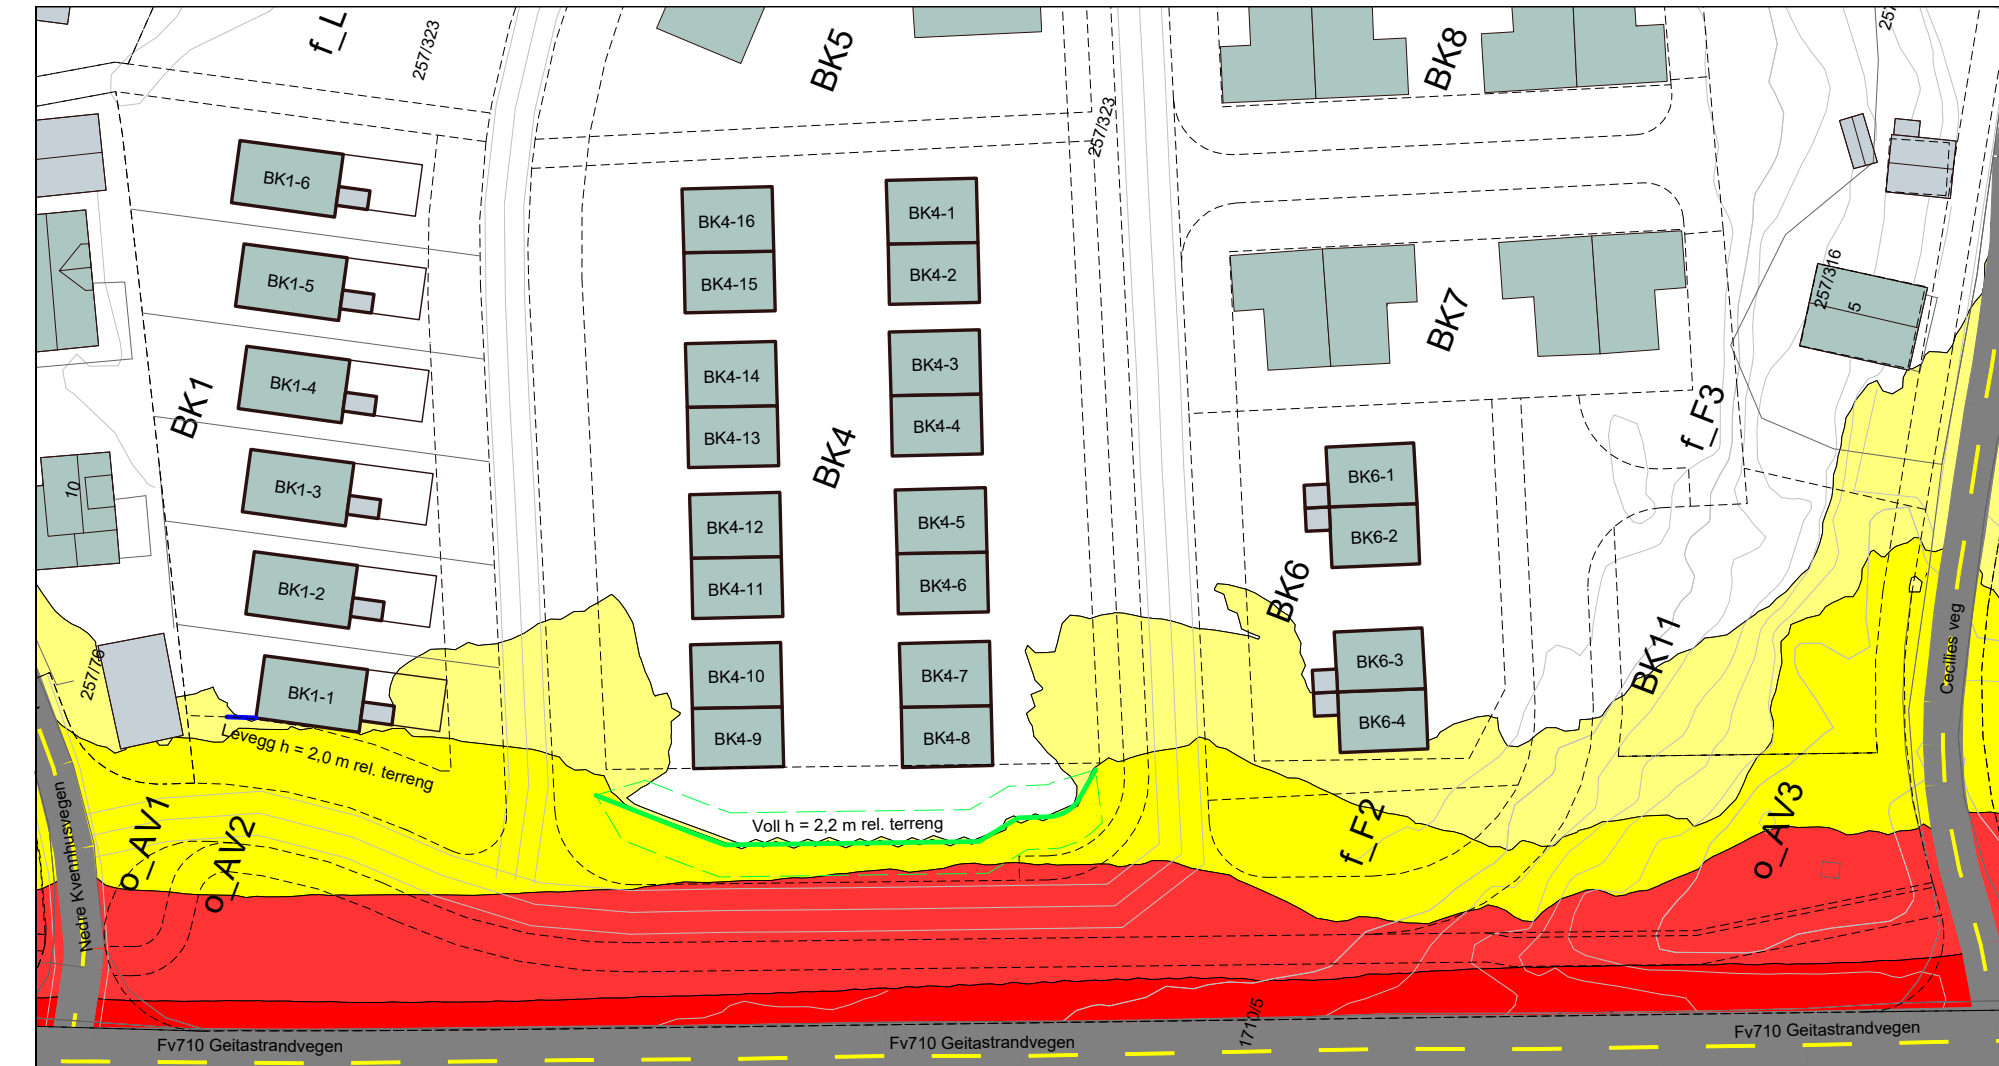 f_L
257/323
BK5
BK8
257/323
BK1-6
BK4-16
BK4-1
BK1-5
BK4-15
BK4-2
257/316
5
BK7
BK1-4
BK4-14
BK4-3
BK1
BK4-13
BK4
BK4-4
f_F3
10
BK1-3
BK6-1
BK4-12
BK4-5
BK6-2
BK1-2
BK4-11
BK4-6
BK6
257/76
BK1-1
BK4-10
BK4-7
BK6-3
BK11
Cecilies veg
BK4-9
BK4-8
BK6-4
Levegg h = 2,0 m rel. terreng
Voll h = 2,2 m rel. terreng
o_AV1
o_AV2
f_F2
o_AV3
Nedre Kvernhusvegen
1710/5
Fv710 Geitastrandvegen
Fv710 Geitastrandvegen
Fv710 Geitastrandvegen